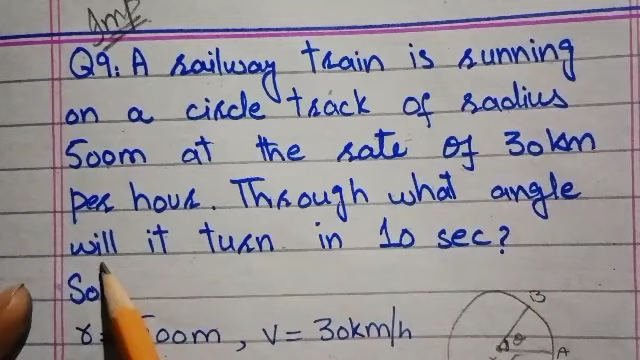 Imp
Q9. A railway train is running
on a circle track of radius
500m at the rate of 30km
per hour. Through what angle
will it turn in 10 sec?
So
r= 500m, V= 30km/h
B
θ
A